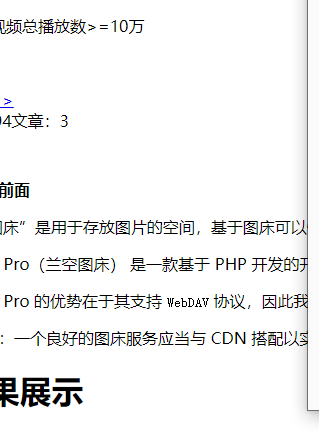 视频总播放数>=10万
>
94文章：3
前面
图床”是用于存放图片的空间，基于图床可以
Pro（兰空图床） 是一款基于 PHP 开发的开
Pro 的优势在于其支持 WebDAV 协议，因此我
：一个良好的图床服务应当与 CDN 搭配以实
果展示